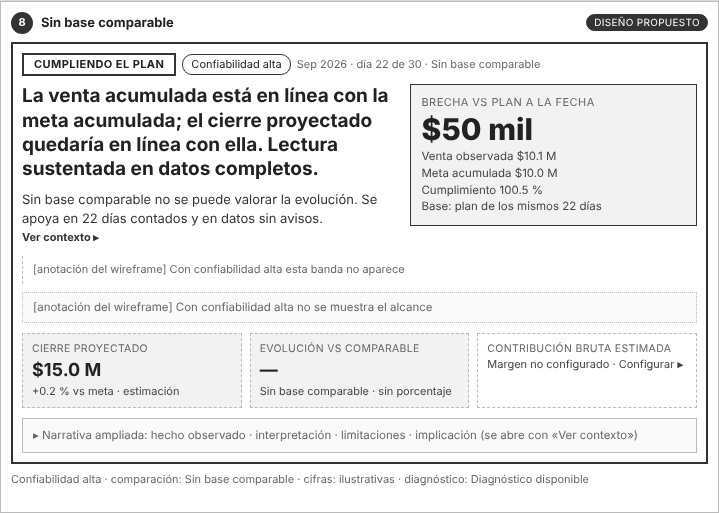 8 Sin base comparable
DISEÑO PROPUESTO
CUMPLIENDO EL PLAN
Confiabilidad alta
Sep 2026 · día 22 de 30 · Sin base comparable
La venta acumulada está en línea con la
meta acumulada; el cierre proyectado
quedaría en línea con ella. Lectura
sustentada en datos completos.
Sin base comparable no se puede valorar la evolución. Se
apoya en 22 días contados y en datos sin avisos.
Ver contexto ▸
BRECHA VS PLAN A LA FECHA
$50 mil
Venta observada $10.1 M
Meta acumulada $10.0 M
Cumplimiento 100.5 %
Base: plan de los mismos 22 días
[anotación del wireframe] Con confiabilidad alta esta banda no aparece
[anotación del wireframe] Con confiabilidad alta no se muestra el alcance
CIERRE PROYECTADO
$15.0 M
+0.2 % vs meta · estimación
EVOLUCIÓN VS COMPARABLE
—
Sin base comparable · sin porcentaje
CONTRIBUCIÓN BRUTA ESTIMADA
Margen no configurado · Configurar ▸
▸ Narrativa ampliada: hecho observado · interpretación · limitaciones · implicación (se abre con «Ver contexto»)
Confiabilidad alta · comparación: Sin base comparable · cifras: ilustrativas · diagnóstico: Diagnóstico disponible